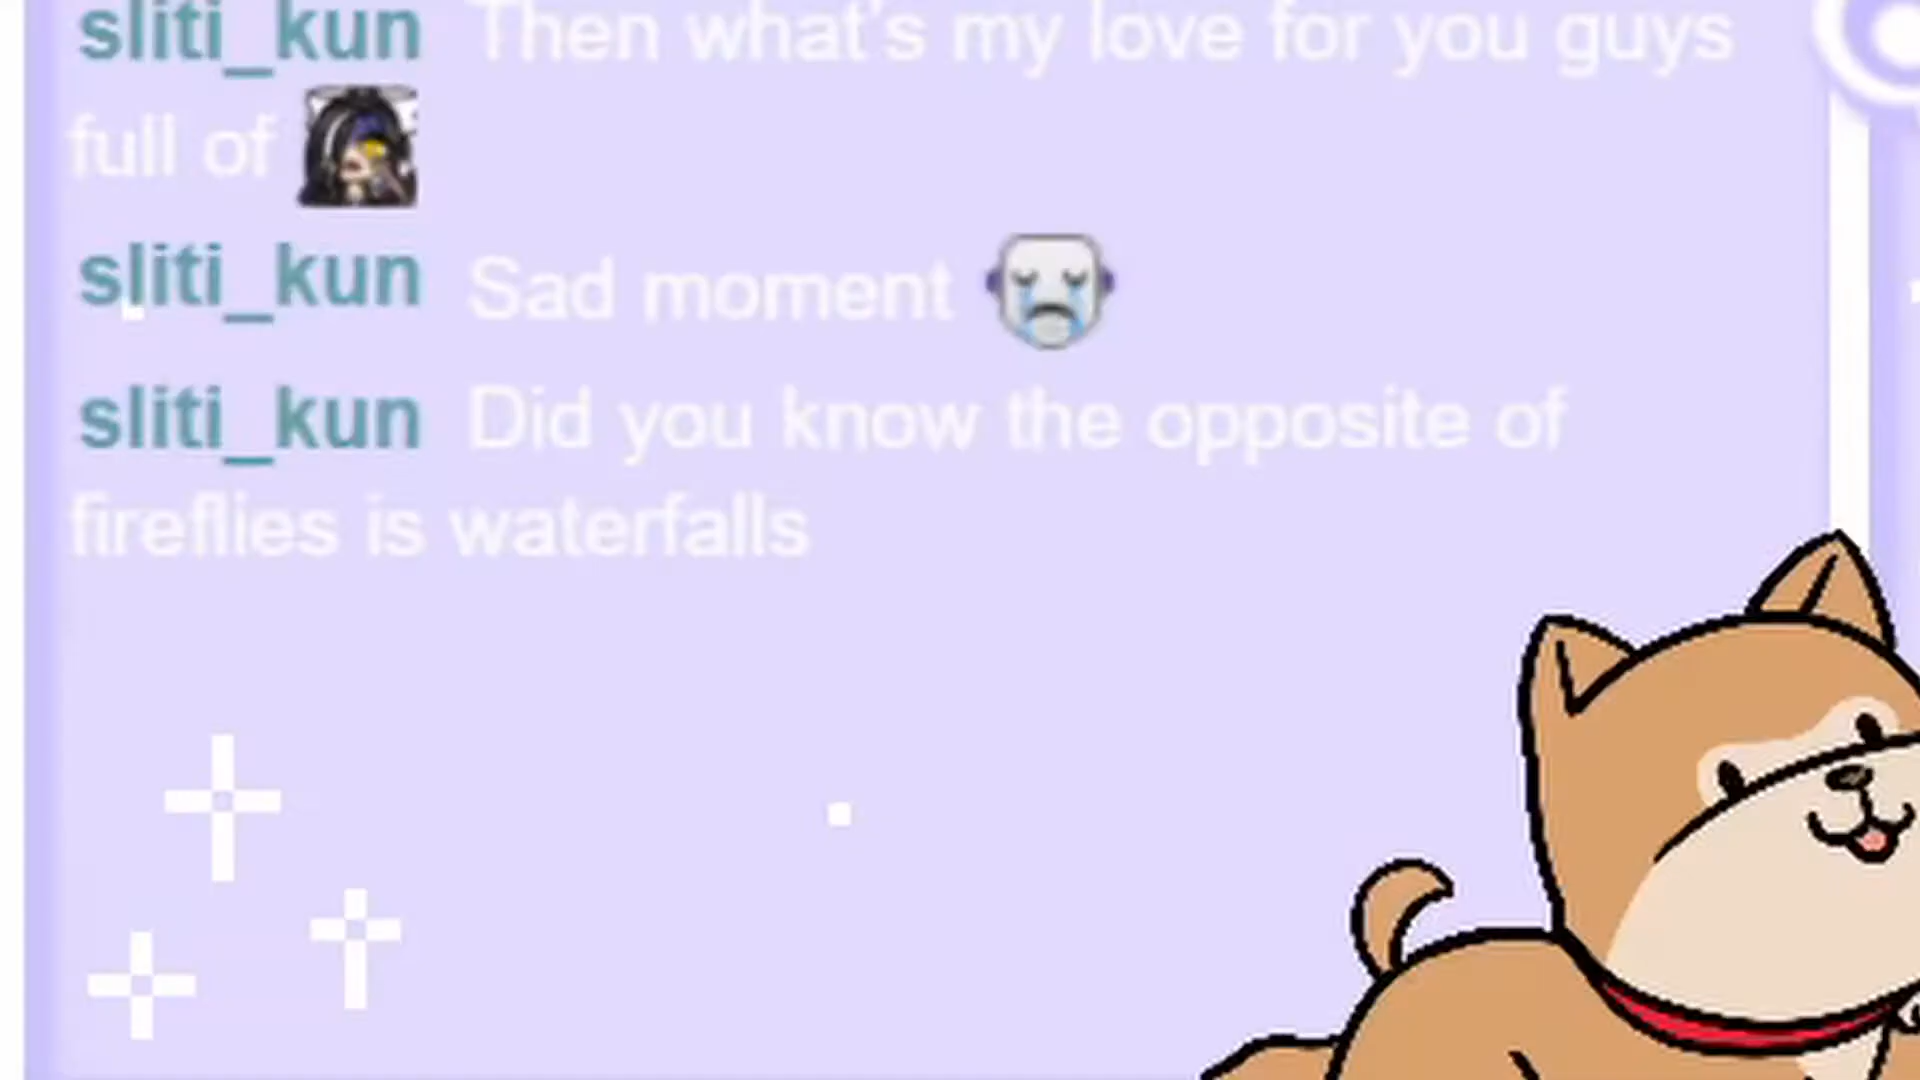 sliti_kun Then what's my love for you guys
full of
sliti_kun Sad moment
sliti_kun Did you know the opposite of
fireflies is waterfalls